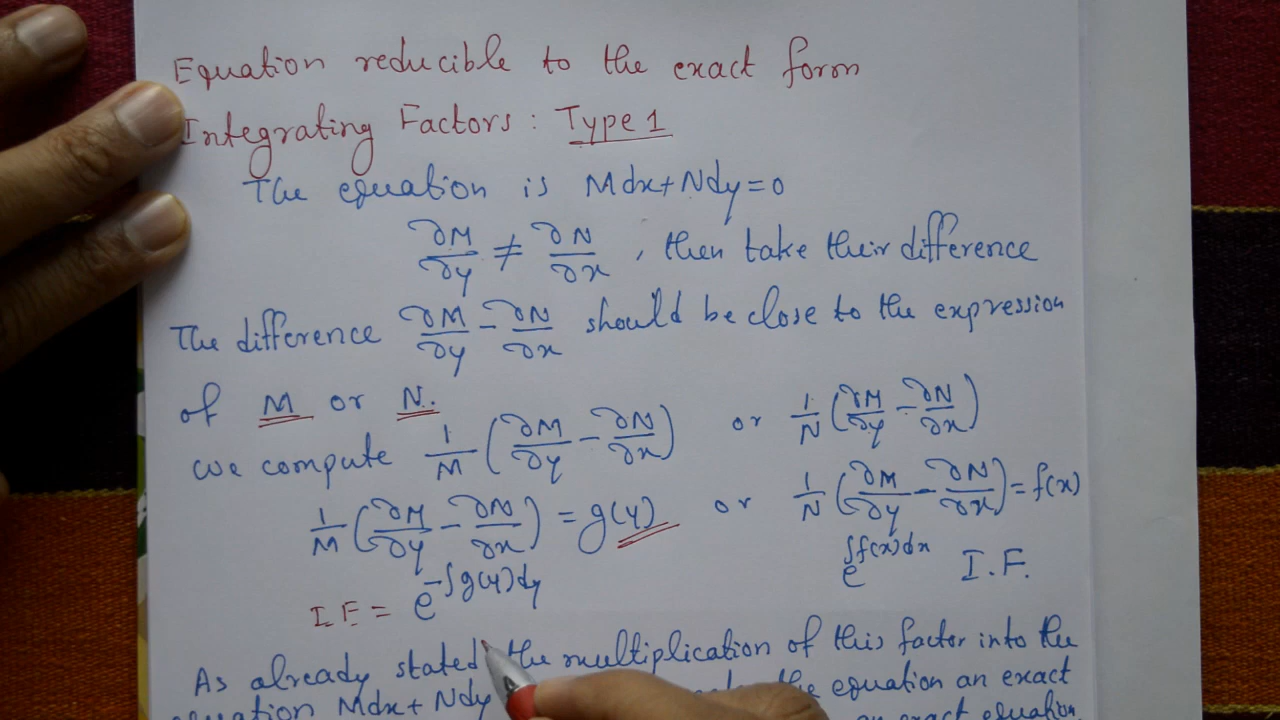 Equation reducible to the exact form
Integrating Factors : Type 1
The equation is Mdx+Ndy=0
∂M/∂y ≠ ∂N/∂x , then take their difference
The difference ∂M/∂y - ∂N/∂x should be close to the expression
of M or N.
we compute 1/M (∂M/∂y - ∂N/∂x) or 1/N (∂M/∂y - ∂N/∂x)
1/M (∂M/∂y - ∂N/∂x) = g(y) or 1/N (∂M/∂y - ∂N/∂x) = f(x)
I.F. = e^{-∫g(y)dy} e^{∫f(x)dx} I.F.
As already stated the multiplication of this factor into the
equation Mdx+Ndy the equation an exact
an exact equation